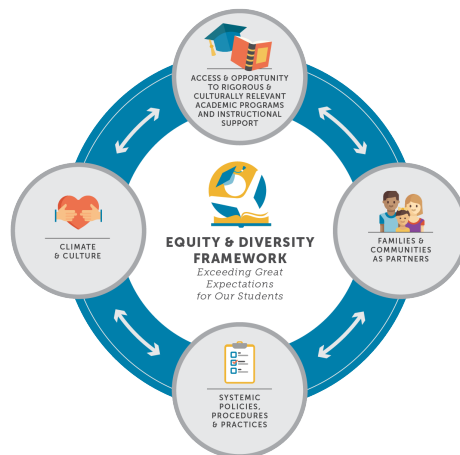 ACCESS & OPPORTUNITY
TO RIGOROUS &
CULTURALLY RELEVANT
ACADEMIC PROGRAMS
AND INSTRUCTIONAL
SUPPORT
CLIMATE
& CULTURE
EQUITY & DIVERSITY
FRAMEWORK
Exceeding Great
Expectations
for Our Students
FAMILIES &
COMMUNITIES
AS PARTNERS
SYSTEMIC
POLICIES,
PROCEDURES
& PRACTICES